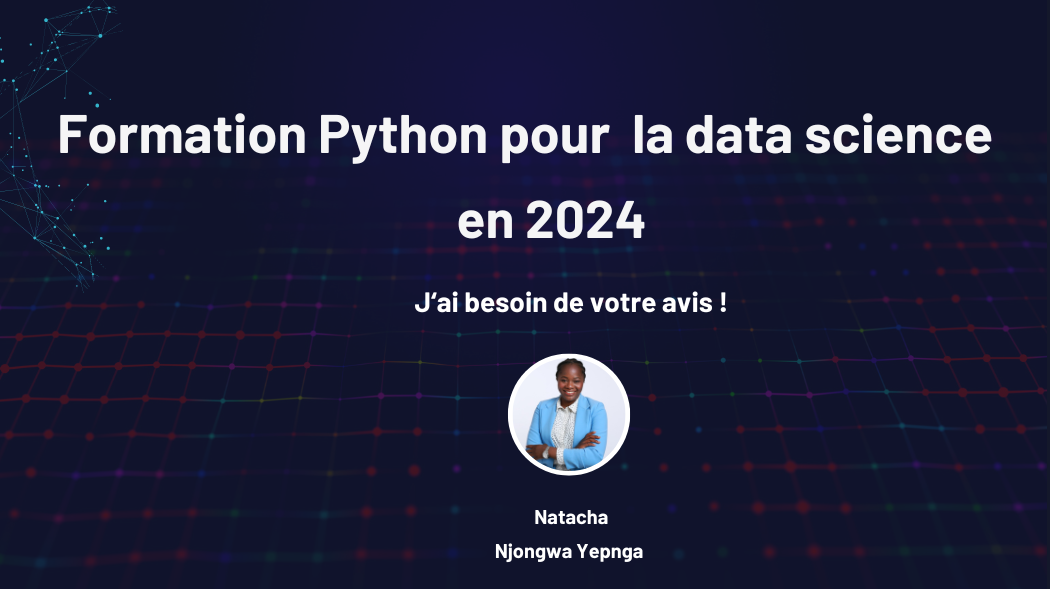 Formation Python pour la data science
en 2024
J'ai besoin de votre avis !
Natacha
Njongwa Yepnga